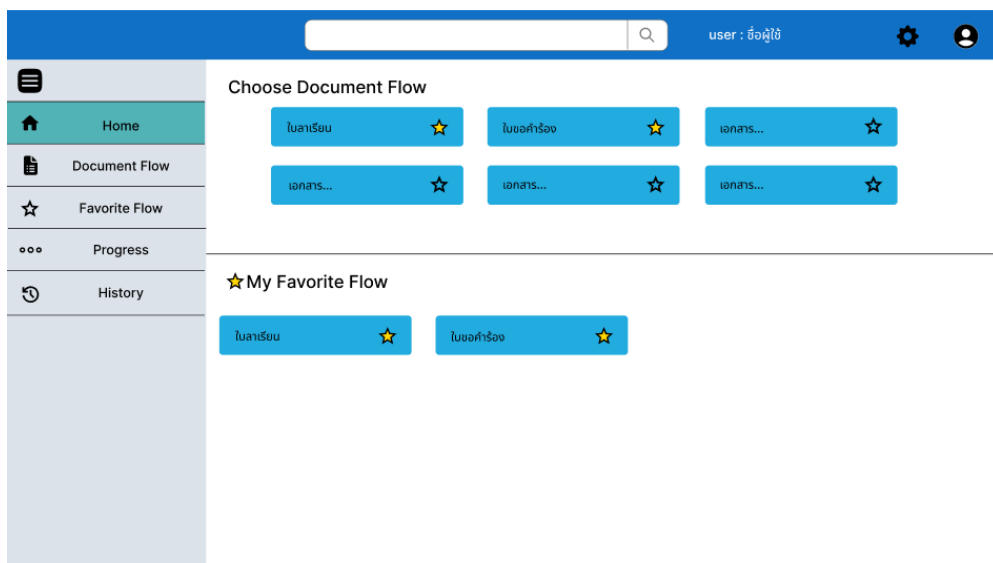 user : ชื่อผู้ใช้
Choose Document Flow
Home
ใบลาเรียน
ใบขอคำร้อง
เอกสาร...
Document Flow
เอกสาร...
เอกสาร...
เอกสาร...
Favorite Flow
Progress
My Favorite Flow
History
ใบลาเรียน
ใบขอคำร้อง